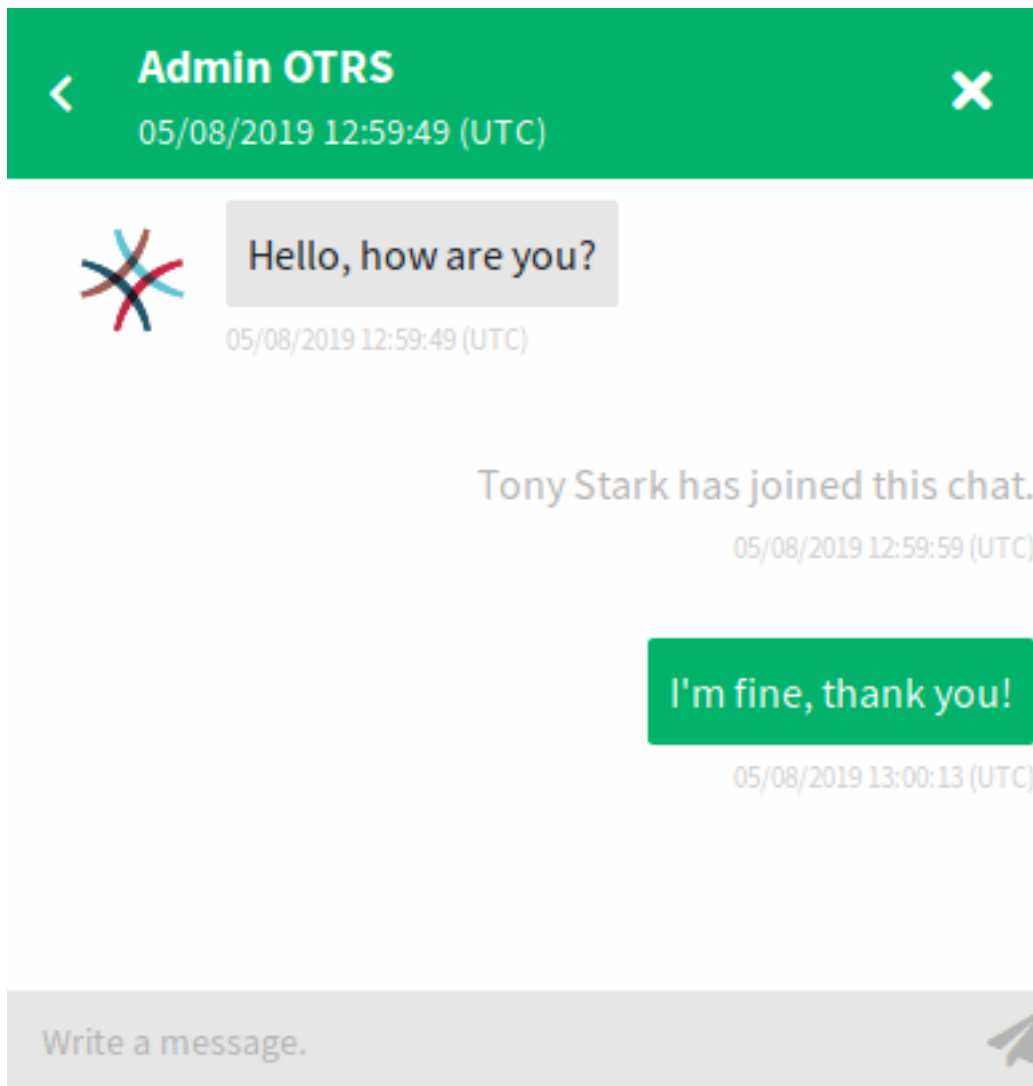 Admin OTRS
05/08/2019 12:59:49 (UTC)
Hello, how are you?
05/08/2019 12:59:49 (UTC)
Tony Stark has joined this chat.
05/08/2019 12:59:59 (UTC)
I'm fine, thank you!
05/08/2019 13:00:13 (UTC)
Write a message.